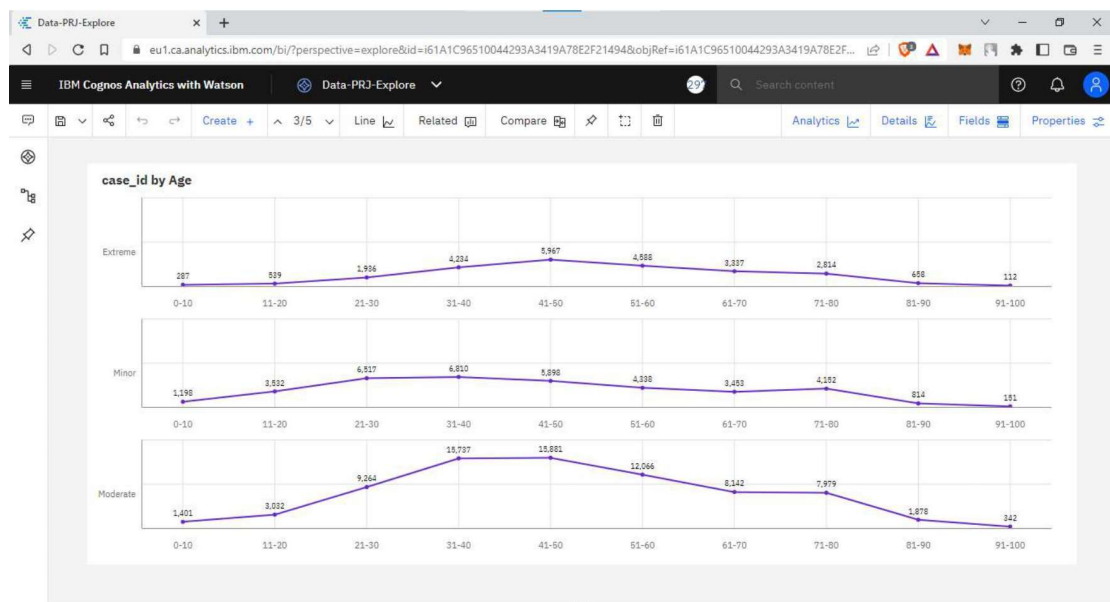 Data-PRJ-Explore
eu1.ca.analytics.ibm.com/bi/?perspective=explore&id=i61A1C96510044293A3419A78E2F21494&objRef=i61A1C96510044293A3419A78E2F...
IBM Cognos Analytics with Watson Data-PRJ-Explore Search content
Create + 3/5 Line Related Compare Analytics Details Fields Properties
case_id by Age
Extreme
287 539 1,936 4,234 5,967 4,588 3,337 2,814 658 112
0-10 11-20 21-30 31-40 41-50 51-60 61-70 71-80 81-90 91-100
Minor
1,198 3,532 6,517 6,810 5,898 4,338 3,453 4,152 814 151
0-10 11-20 21-30 31-40 41-50 51-60 61-70 71-80 81-90 91-100
Moderate
1,401 3,032 9,264 15,737 15,881 12,066 8,142 7,979 1,878 342
0-10 11-20 21-30 31-40 41-50 51-60 61-70 71-80 81-90 91-100